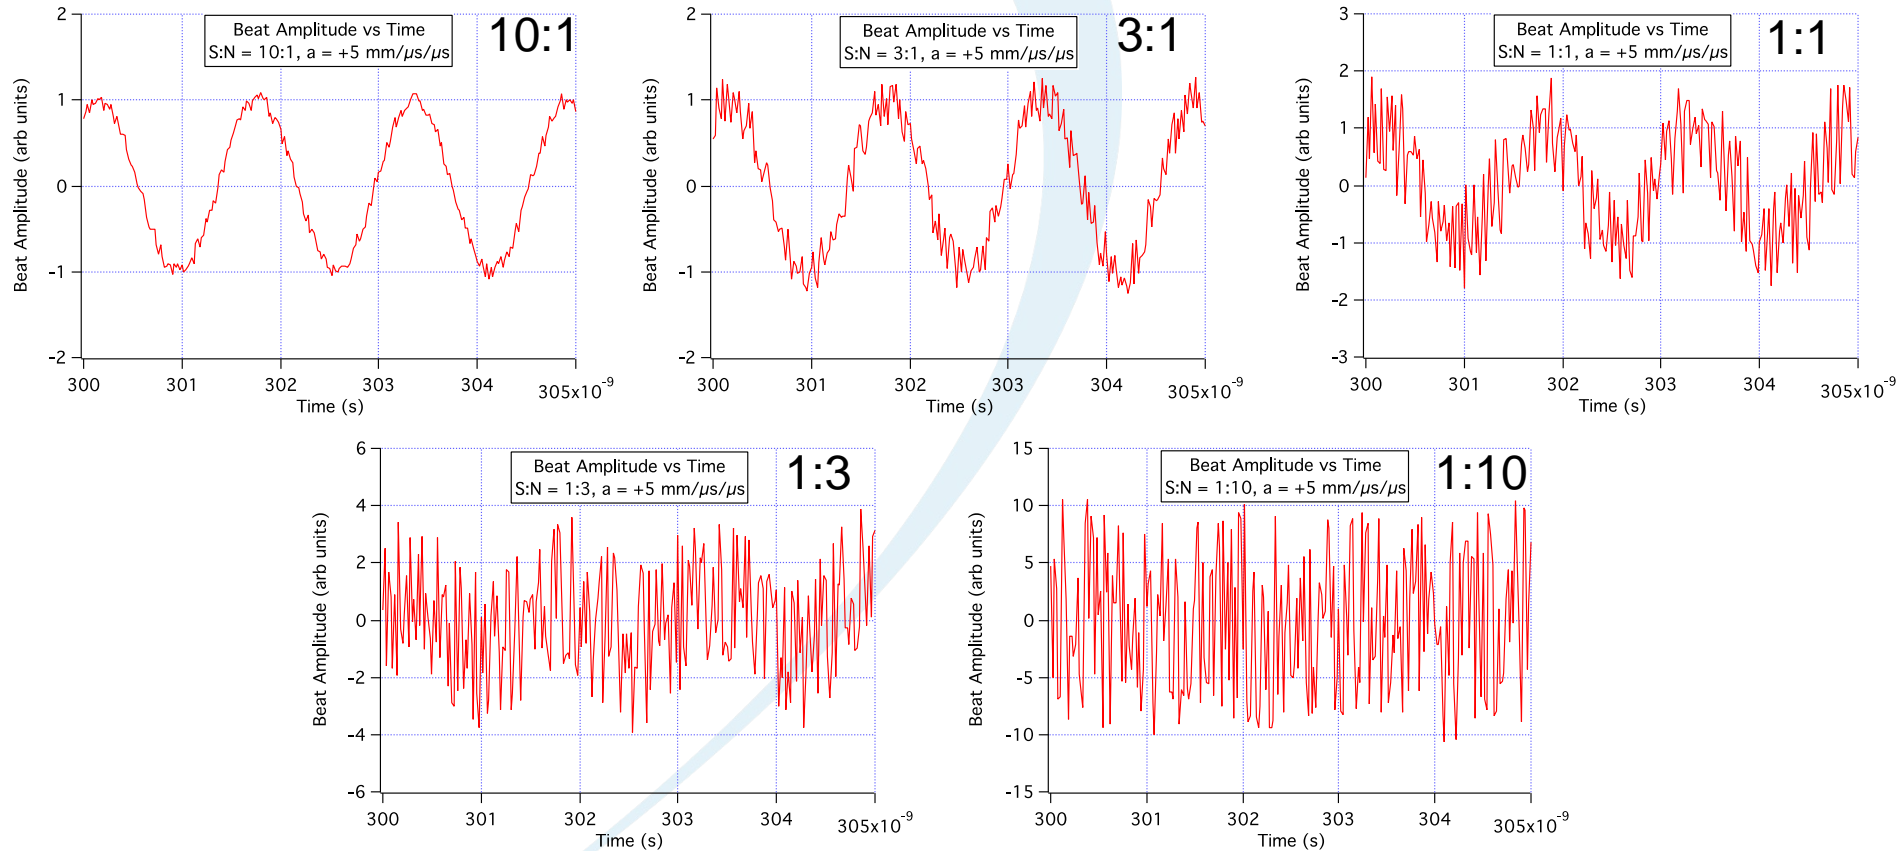 Beat Amplitude vs Time
S:N = 10:1, a = +5 mm/µs/µs
10:1
2
1
0
-1
-2
Beat Amplitude (arb units)
300 301 302 303 304 305x10⁻⁹
Time (s)
Beat Amplitude vs Time
S:N = 3:1, a = +5 mm/µs/µs
3:1
2
1
0
-1
-2
Beat Amplitude (arb units)
300 301 302 303 304 305x10⁻⁹
Time (s)
Beat Amplitude vs Time
S:N = 1:1, a = +5 mm/µs/µs
1:1
3
2
1
0
-1
-2
-3
Beat Amplitude (arb units)
300 301 302 303 304 305x10⁻⁹
Time (s)
Beat Amplitude vs Time
S:N = 1:3, a = +5 mm/µs/µs
1:3
6
4
2
0
-2
-4
-6
Beat Amplitude (arb units)
300 301 302 303 304 305x10⁻⁹
Time (s)
Beat Amplitude vs Time
S:N = 1:10, a = +5 mm/µs/µs
1:10
15
10
5
0
-5
-10
-15
Beat Amplitude (arb units)
300 301 302 303 304 305x10⁻⁹
Time (s)